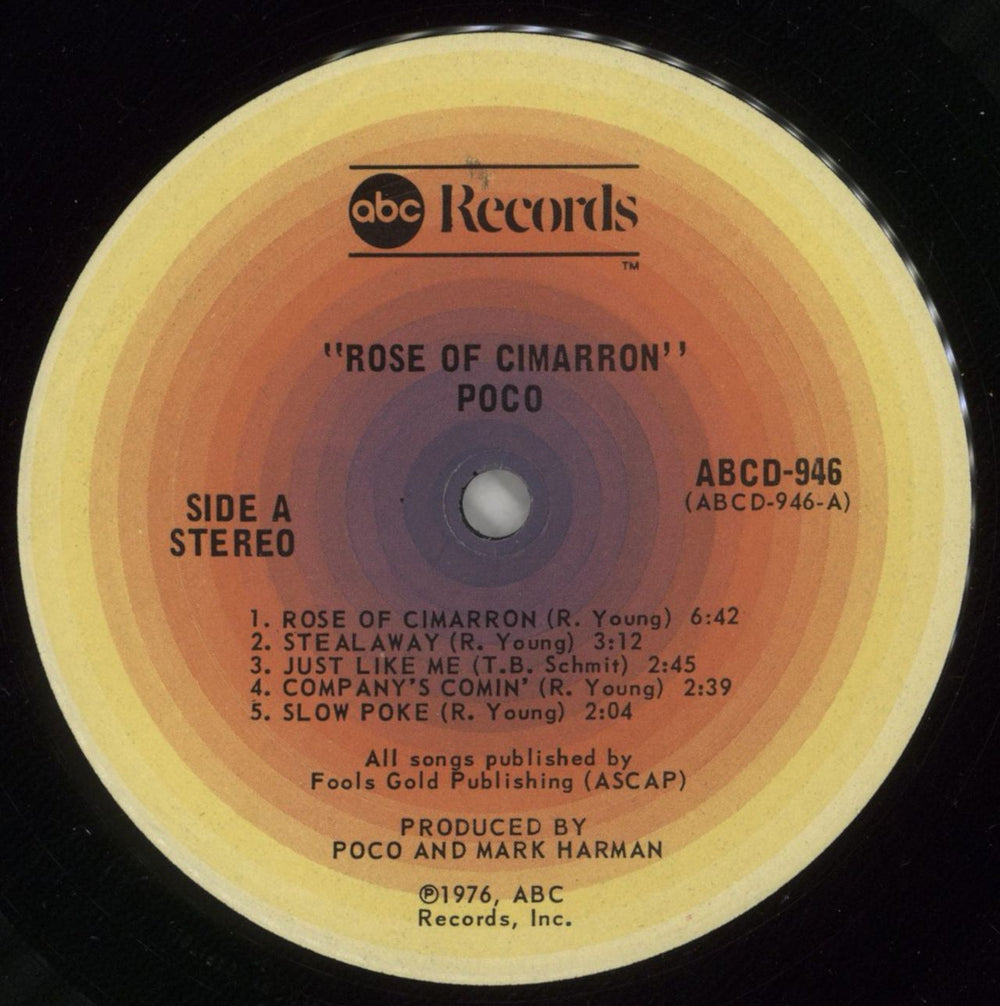 abc Records
TM
"ROSE OF CIMARRON"
POCO
ABCD-946
(ABCD-946-A)
SIDE A
STEREO
1. ROSE OF CIMARRON (R. Young) 6:42
2. STEALAWAY (R. Young) 3:12
3. JUST LIKE ME (T.B. Schmit) 2:45
4. COMPANY'S COMIN' (R. Young) 2:39
5. SLOW POKE (R. Young) 2:04
All songs published by
Fools Gold Publishing (ASCAP)
PRODUCED BY
POCO AND MARK HARMAN
℗1976, ABC
Records, Inc.